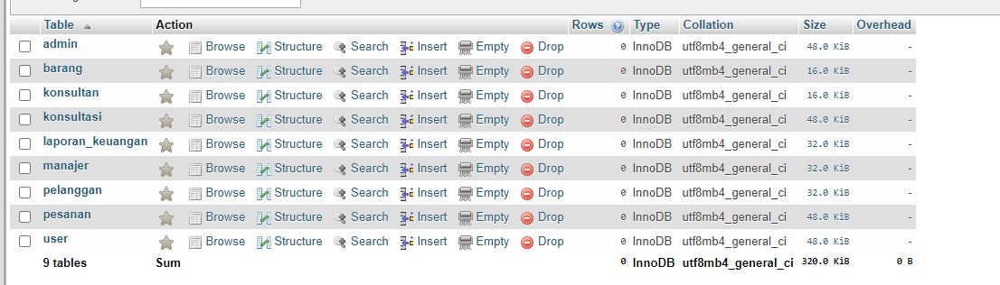 Table Action Rows Type Collation Size Overhead
admin Browse Structure Search Insert Empty Drop 0 InnoDB utf8mb4_general_ci 48.0 KiB -
barang Browse Structure Search Insert Empty Drop 0 InnoDB utf8mb4_general_ci 16.0 KiB -
konsultan Browse Structure Search Insert Empty Drop 0 InnoDB utf8mb4_general_ci 16.0 KiB -
konsultasi Browse Structure Search Insert Empty Drop 0 InnoDB utf8mb4_general_ci 48.0 KiB -
laporan_keuangan Browse Structure Search Insert Empty Drop 0 InnoDB utf8mb4_general_ci 32.0 KiB -
manajer Browse Structure Search Insert Empty Drop 0 InnoDB utf8mb4_general_ci 32.0 KiB -
pelanggan Browse Structure Search Insert Empty Drop 0 InnoDB utf8mb4_general_ci 32.0 KiB -
pesanan Browse Structure Search Insert Empty Drop 0 InnoDB utf8mb4_general_ci 48.0 KiB -
user Browse Structure Search Insert Empty Drop 0 InnoDB utf8mb4_general_ci 48.0 KiB -
9 tables Sum 0 InnoDB utf8mb4_general_ci 320.0 KiB 0 B